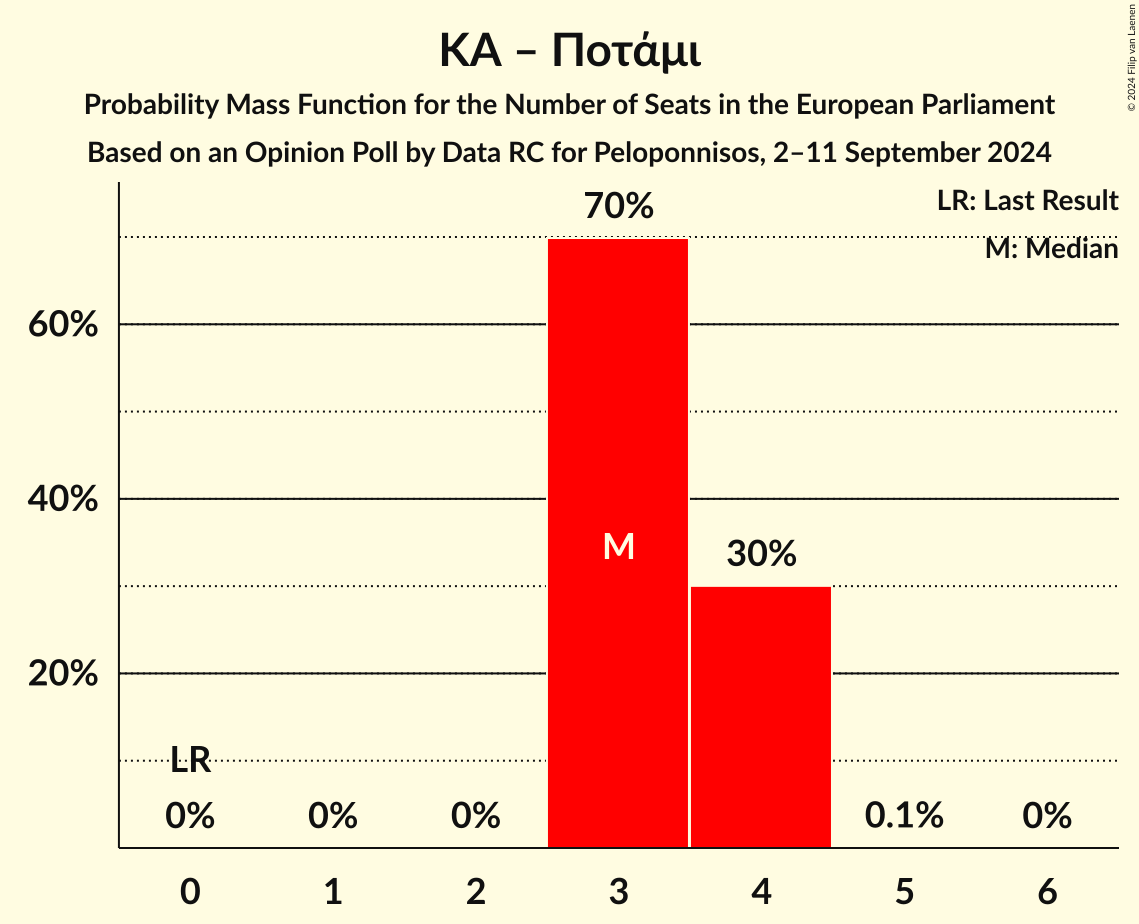 ΚΑ – Ποτάμι
Probability Mass Function for the Number of Seats in the European Parliament
Based on an Opinion Poll by Data RC for Peloponnisos, 2–11 September 2024
© 2024 Filip van Laenen
LR: Last Result
M: Median
70%
60%
40%
M
30%
20%
LR
0%
0%
0%
0.1%
0%
0
1
2
3
4
5
6